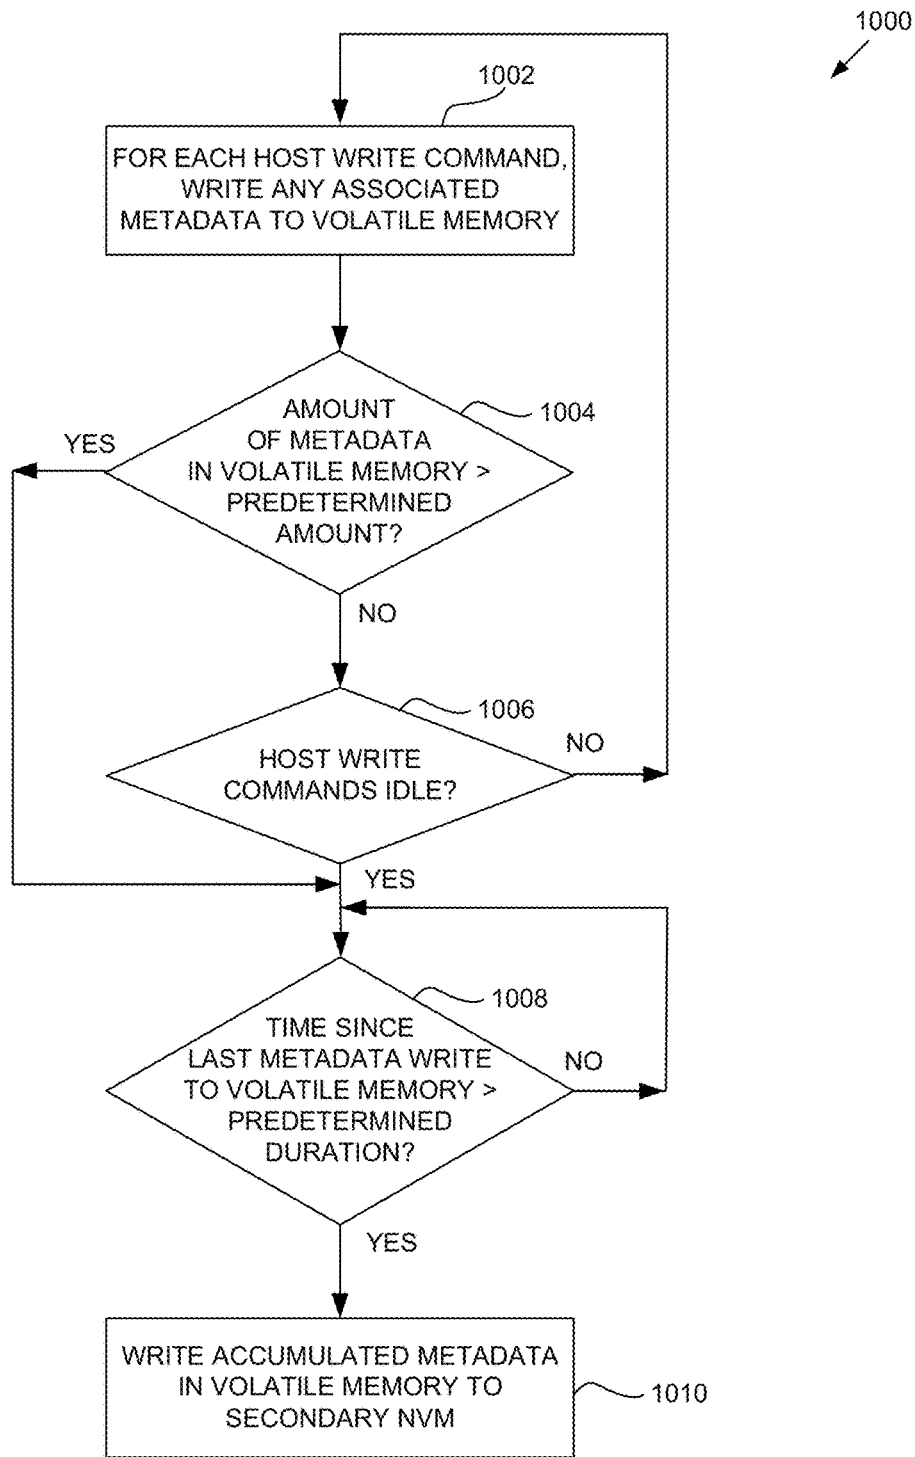 1000
1002
FOR EACH HOST WRITE COMMAND,
WRITE ANY ASSOCIATED
METADATA TO VOLATILE MEMORY
AMOUNT
OF METADATA
IN VOLATILE MEMORY >
PREDETERMINED
AMOUNT?
1004
YES
NO
1006
HOST WRITE
COMMANDS IDLE?
NO
YES
1008
TIME SINCE
LAST METADATA WRITE
TO VOLATILE MEMORY >
PREDETERMINED
DURATION?
NO
YES
WRITE ACCUMULATED METADATA
IN VOLATILE MEMORY TO
SECONDARY NVM
1010